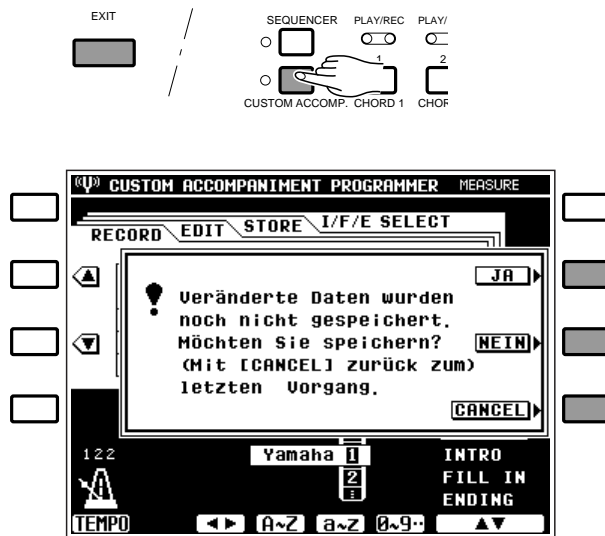 EXIT
SEQUENCER PLAY/REC PLAY/
1 2
CUSTOM ACCOMP. CHORD 1 CHOR
CUSTOM ACCOMPANIMENT PROGRAMMER MEASURE
RECORD EDIT STORE I/F/E SELECT
JA
Veränderte Daten wurden
noch nicht gespeichert.
Möchten Sie speichern? NEIN
(Mit [CANCEL] zurück zum)
letzten Vorgang.
CANCEL
122 Yamaha 1 INTRO
2 FILL IN
ENDING
TEMPO A~Z a~z 0~9··